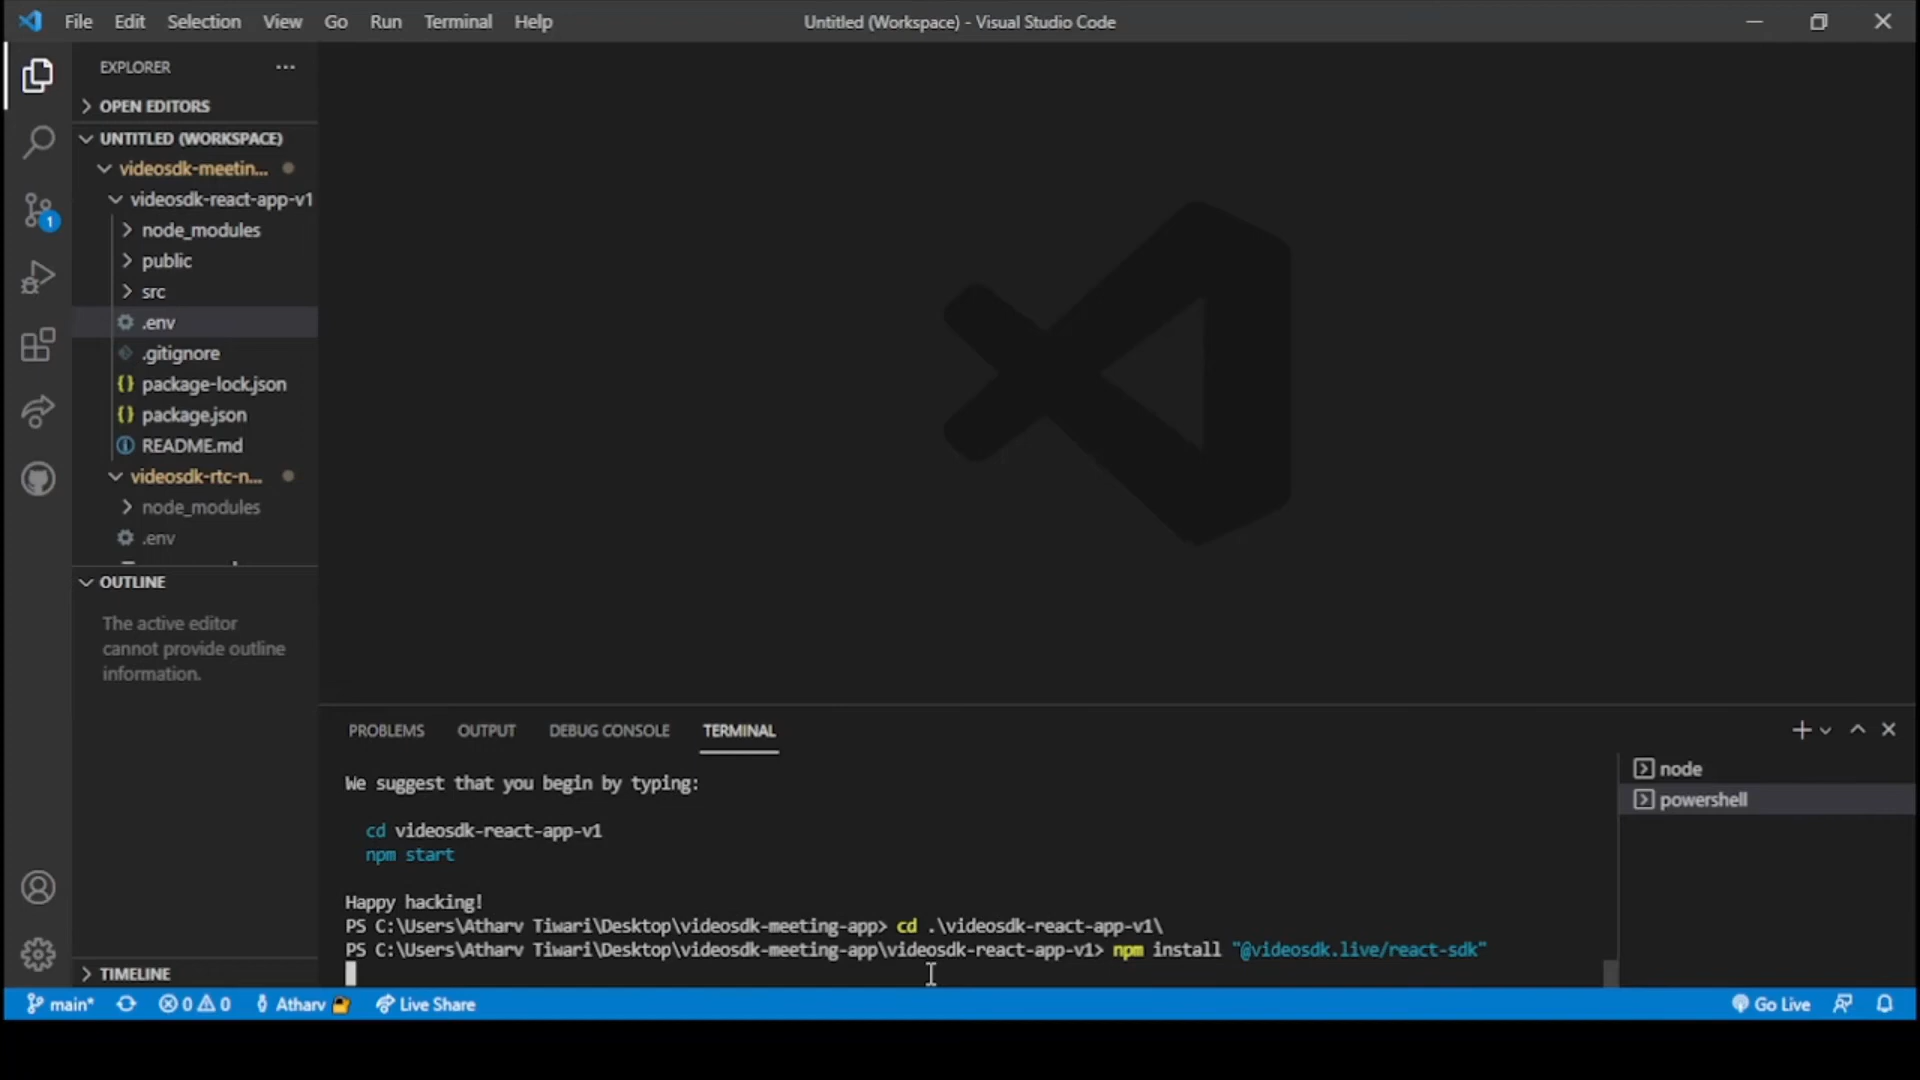 File Edit Selection View Go Run Terminal Help
Untitled (Workspace) - Visual Studio Code
EXPLORER
OPEN EDITORS
UNTITLED (WORKSPACE)
videosdk-meetin...
videosdk-react-app-v1
node_modules
public
src
.env
.gitignore
{} package-lock.json
{} package.json
README.md
videosdk-rtc-n...
node_modules
.env
OUTLINE
The active editor
cannot provide outline
information.
TIMELINE
1
PROBLEMS OUTPUT DEBUG CONSOLE TERMINAL
We suggest that you begin by typing:
cd videosdk-react-app-v1
npm start
Happy hacking!
PS C:\Users\Atharv Tiwari\Desktop\videosdk-meeting-app> cd .\videosdk-react-app-v1\
PS C:\Users\Atharv Tiwari\Desktop\videosdk-meeting-app\videosdk-react-app-v1> npm install "@videosdk.live/react-sdk"
node
powershell
main* 0 0 Atharv Live Share Go Live